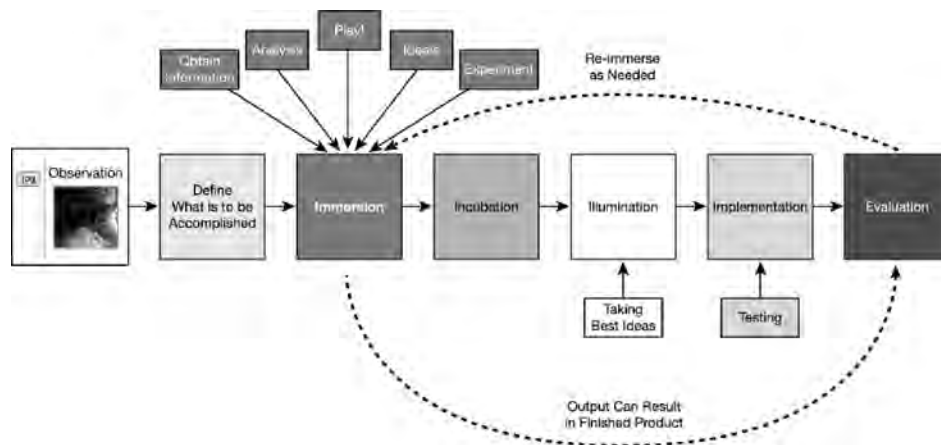 Play!
Analysis
Ideals
Obtain
Information
Experiment
Re-immerse
as Needed
Observation
Define
What is to be
Accomplished
Immersion
Incubation
Illumination
Implementation
Evaluation
Taking
Best Ideas
Testing
Output Can Result
in Finished Product